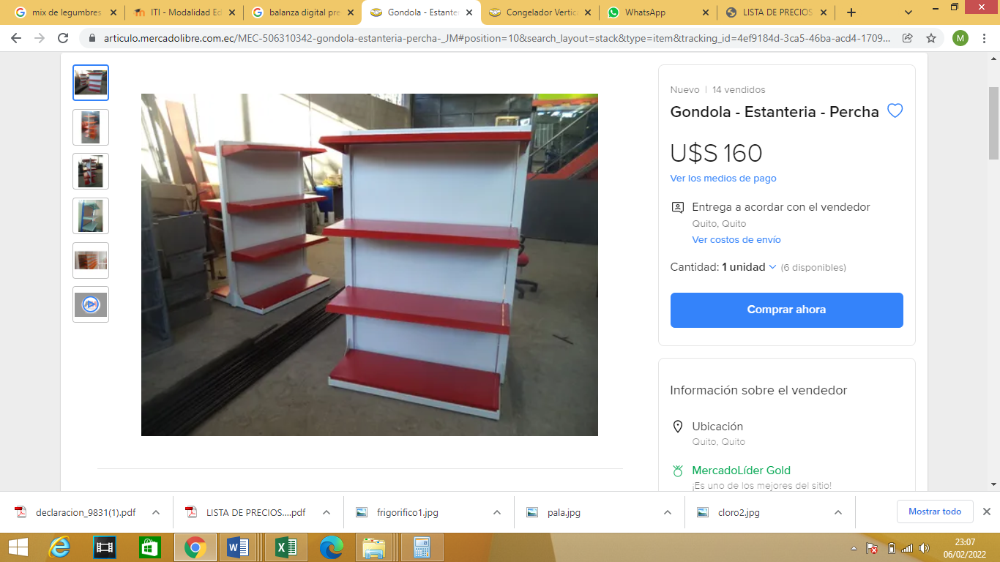 mix de legumbres
ITI - Modalidad Ed
balanza digital pre
Gondola - Estanter
Congelador Vertic
WhatsApp
LISTA DE PRECIOS
articulo.mercadolibre.com.ec/MEC-506310342-gondola-estanteria-percha-_JM#position=10&search_layout=stack&type=item&tracking_id=4ef9184d-3ca5-46ba-acd4-1709...
M
Nuevo | 14 vendidos
Gondola - Estanteria - Percha
U$S 160
Ver los medios de pago
Entrega a acordar con el vendedor
Quito, Quito
Ver costos de envío
Cantidad: 1 unidad (6 disponibles)
Comprar ahora
Información sobre el vendedor
Ubicación
Quito, Quito
MercadoLíder Gold
¡Es uno de los mejores del sitio!
declaracion_9831(1).pdf
LISTA DE PRECIOS....pdf
frigorifico1.jpg
pala.jpg
cloro2.jpg
Mostrar todo
23:07
06/02/2022